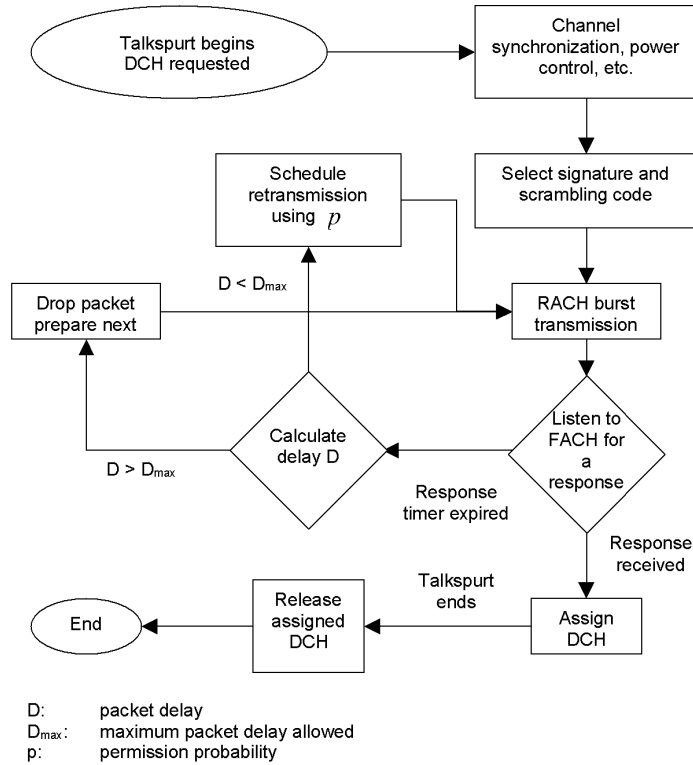 Talkspurt begins
DCH requested
Channel
synchronization, power
control, etc.
Schedule
retransmission
using p
Select signature and
scrambling code
D < Dmax
Drop packet
prepare next
RACH burst
transmission
Calculate
delay D
Listen to
FACH for
a
response
D > Dmax
Response
timer expired
Response
received
Talkspurt
ends
End
Release
assigned
DCH
Assign
DCH
D: packet delay
Dmax: maximum packet delay allowed
p: permission probability